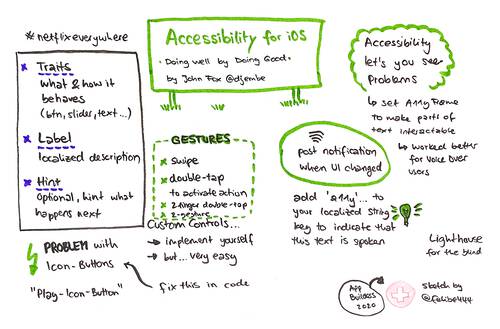 *netflixeverywhere
Accessibility for iOS
• Doing well by Doing Good •
by John Fox @djembe
* Traits
what & how it
behaves
(btn, slider, text ...)
* Label
localized description
* Hint
optional, hint what
happens next
GESTURES
* Swipe
* double-tap
to activate action
* 2-finger double-tap
Custom Controls...
→ implement yourself
→ but... very easy
PROBLEM with
Icon-Buttons
"Play-Icon-Button"
fix this in code
Accessibility
let's you see
Problems
↳ set A11yFrame
to make parts of
text interactable
↳ worked better
for Voice Over
users
post notification
when UI changed
add 'a11y'... to
your localized string
key to indicate that
this text is spoken
Lighthouse
for the blind
App
Builders
2020
sketch by